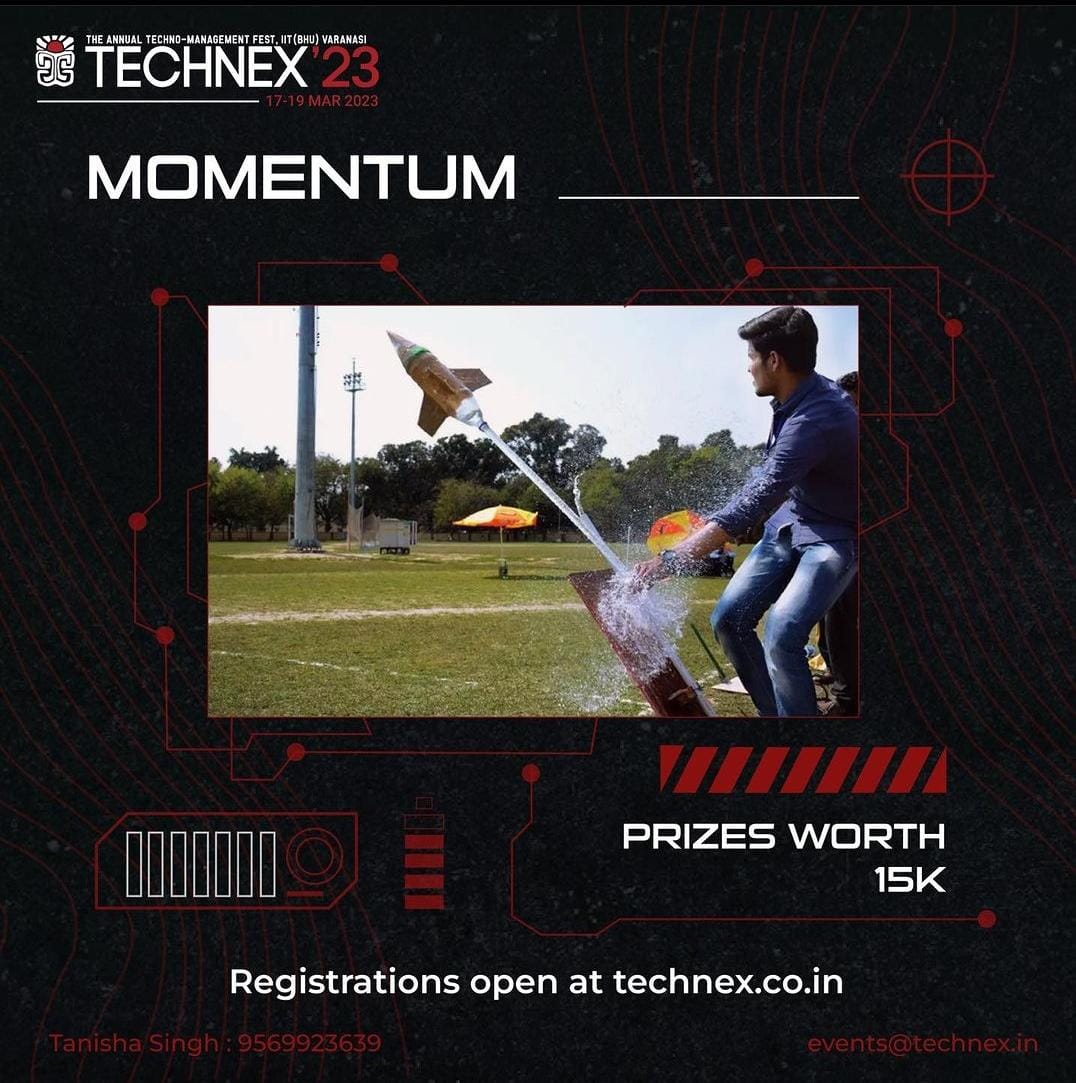 THE ANNUAL TECHNO-MANAGEMENT FEST, IIT(BHU) VARANASI
TECHNEX'23
17-19 MAR 2023
MOMENTUM
PRIZES WORTH
15K
Registrations open at technex.co.in
Tanisha Singh : 9569923639
events@technex.in